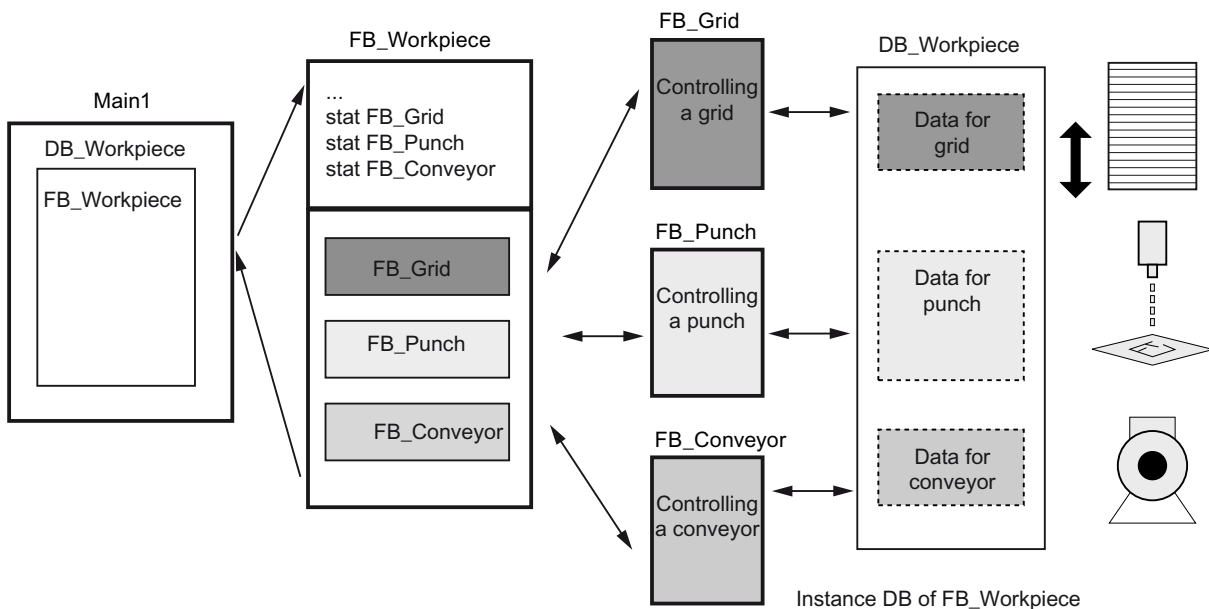 Main1
DB_Workpiece
FB_Workpiece
FB_Workpiece
...
stat FB_Grid
stat FB_Punch
stat FB_Conveyor
FB_Grid
FB_Punch
FB_Conveyor
FB_Grid
Controlling
a grid
FB_Punch
Controlling
a punch
FB_Conveyor
Controlling
a conveyor
DB_Workpiece
Data for
grid
Data for
punch
Data for
conveyor
Instance DB of FB_Workpiece